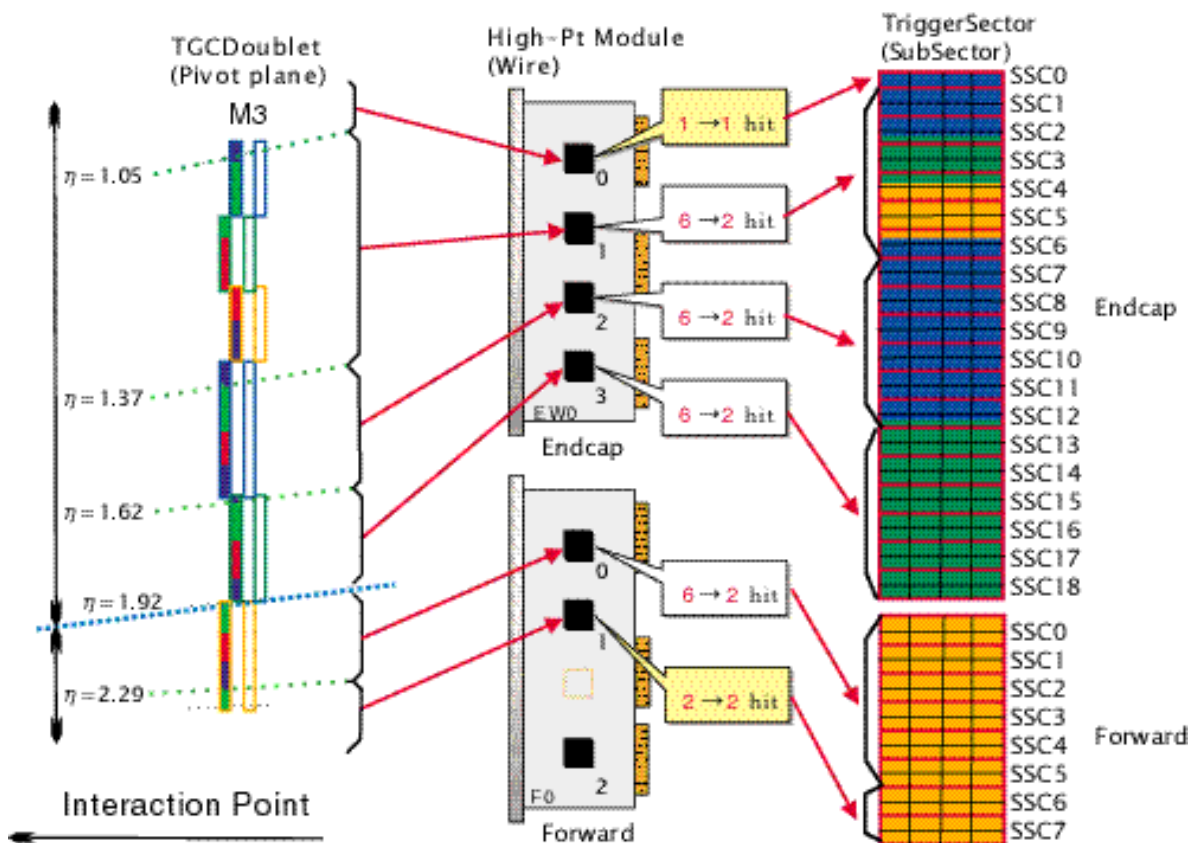 TGCDoublet
(Pivot plane)
M3
η=1.05
η=1.37
η=1.62
η=1.92
η=2.29
Interaction Point
High-Pt Module
(Wire)
0
1
2
3
EW0
Endcap
0
1
2
F0
Forward
1→1 hit
6→2 hit
6→2 hit
6→2 hit
6→2 hit
2→2 hit
TriggerSector
(SubSector)
SSC0
SSC1
SSC2
SSC3
SSC4
SSC5
SSC6
SSC7
SSC8
SSC9
SSC10
SSC11
SSC12
SSC13
SSC14
SSC15
SSC16
SSC17
SSC18
Endcap
SSC0
SSC1
SSC2
SSC3
SSC4
SSC5
SSC6
SSC7
Forward